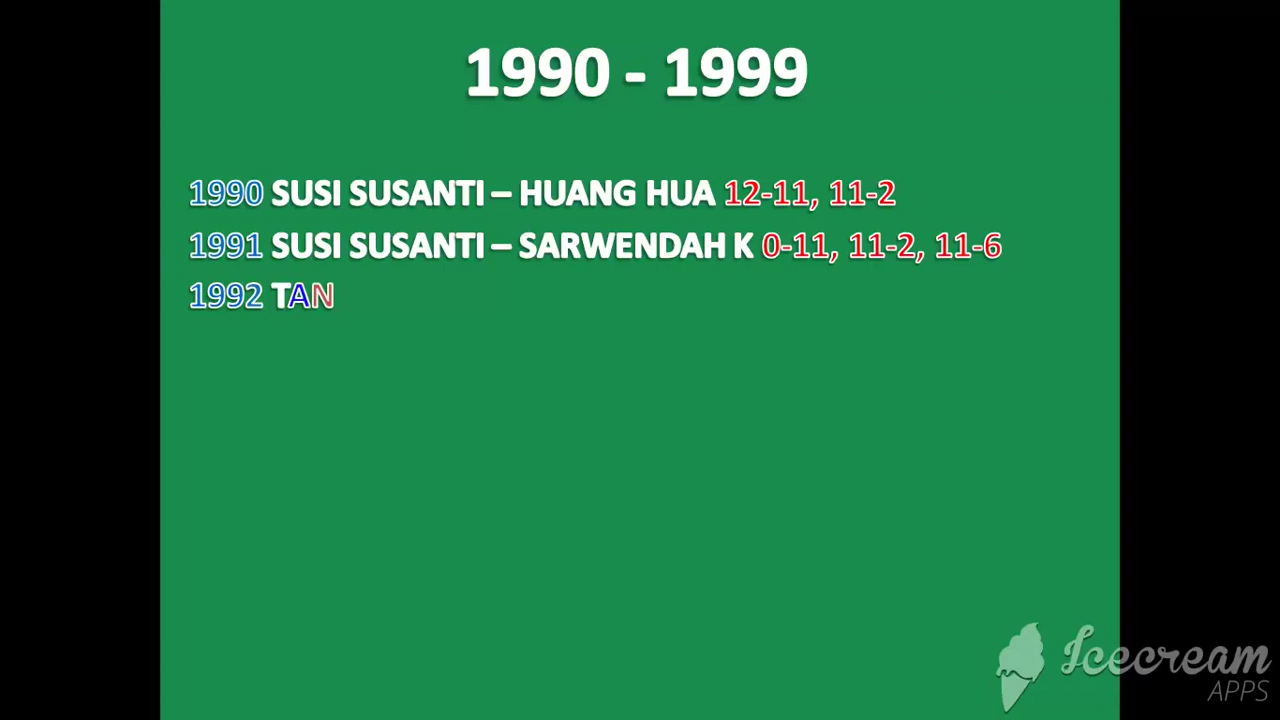 1990 - 1999
1990 SUSI SUSANTI – HUANG HUA 12-11, 11-2
1991 SUSI SUSANTI – SARWENDAH K 0-11, 11-2, 11-6
1992 TAN
Icecream
APPS